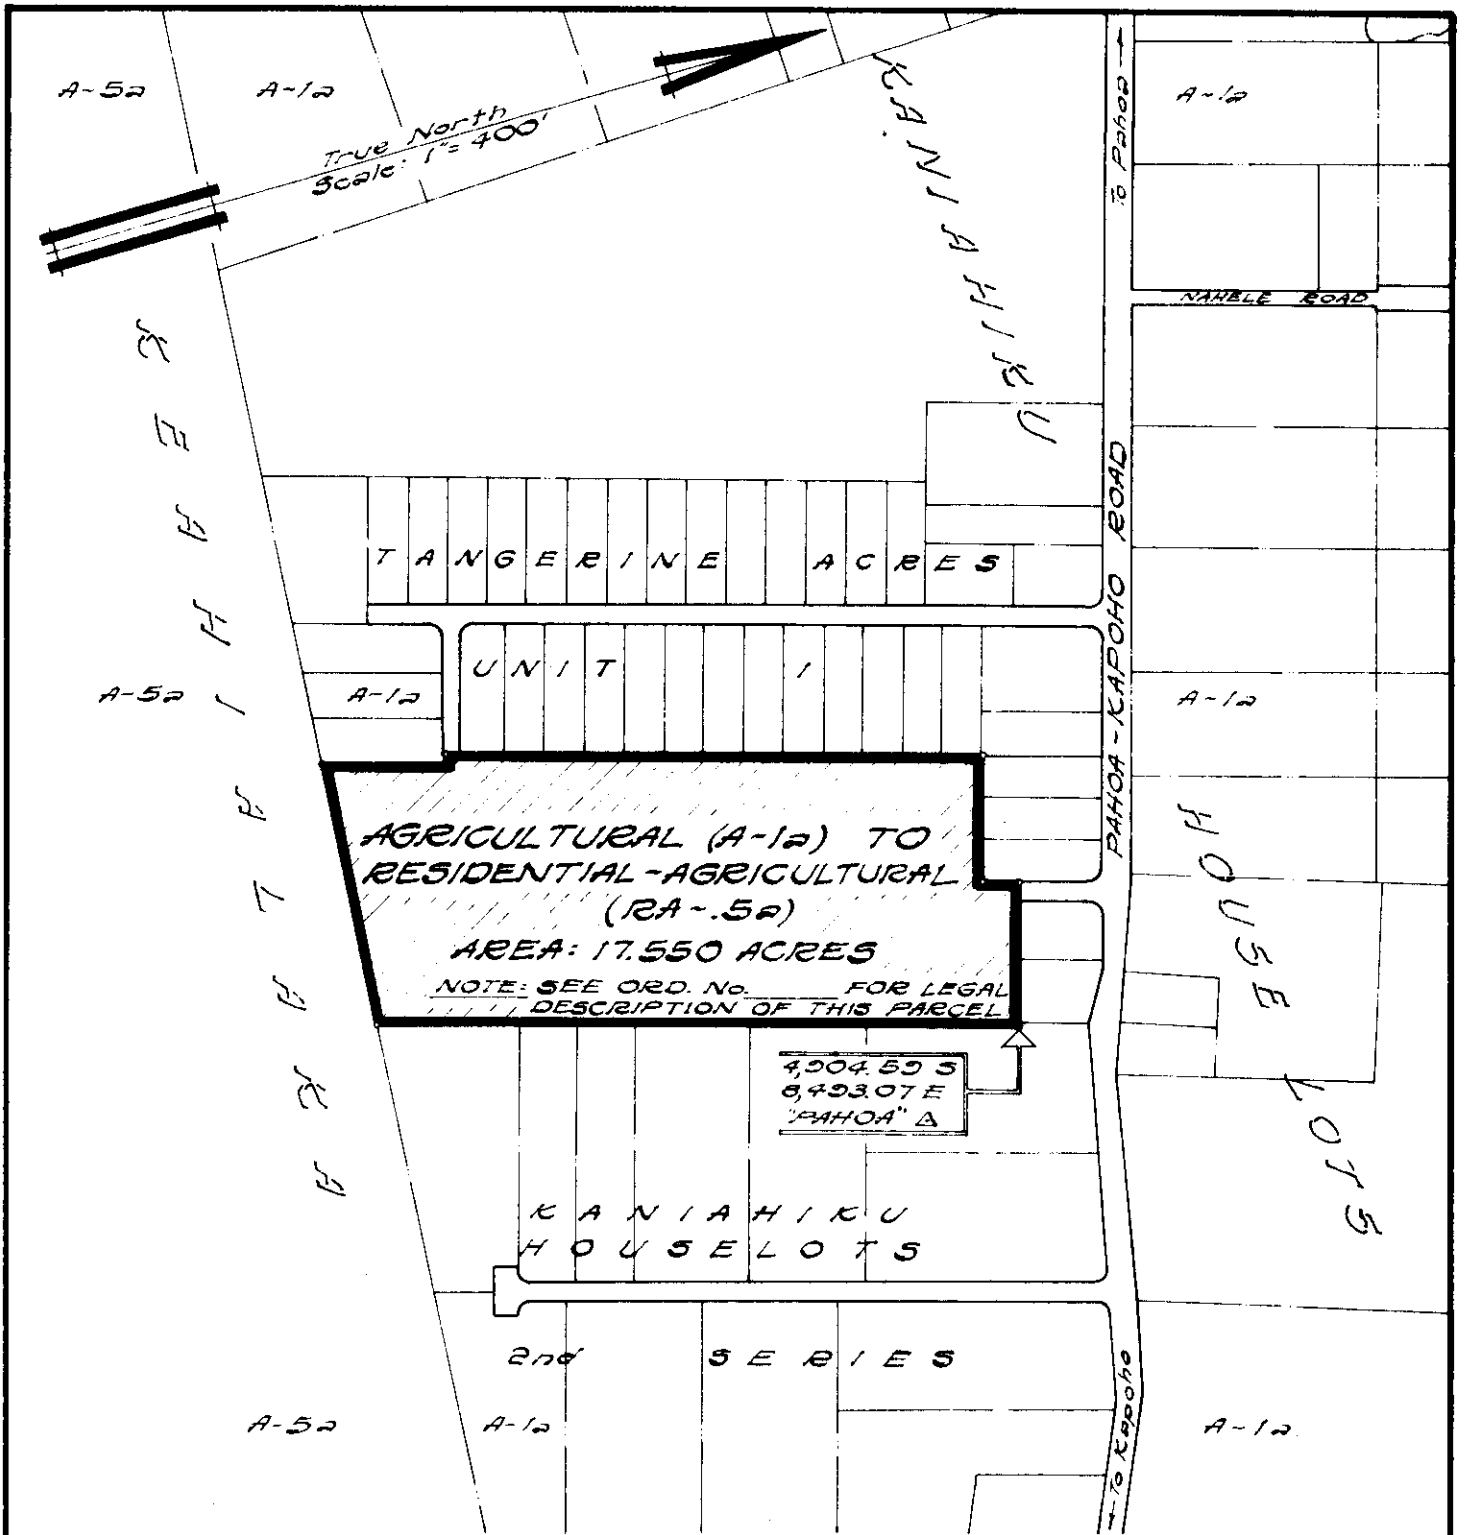 A-5a
A-1a
True North
Scale: 1"= 400'
KANIAHIKU
To Pahoa
A-1a
NAHELE ROAD
KEAHIALAKA
TANGERINE ACRES
UNIT 1
PAHOA-KAPOHO ROAD
A-5a
A-1a
A-1a
HOUSE LOTS
AGRICULTURAL (A-1a) TO
RESIDENTIAL-AGRICULTURAL
(RA-.5a)
AREA: 17.550 ACRES
NOTE: SEE ORD. No. ______ FOR LEGAL
DESCRIPTION OF THIS PARCEL
4,904.59 S
8,493.07 E
"PAHOA" △
KANIAHIKU
HOUSELOTS
2nd SERIES
To Kapoho
A-5a
A-1a
A-1a